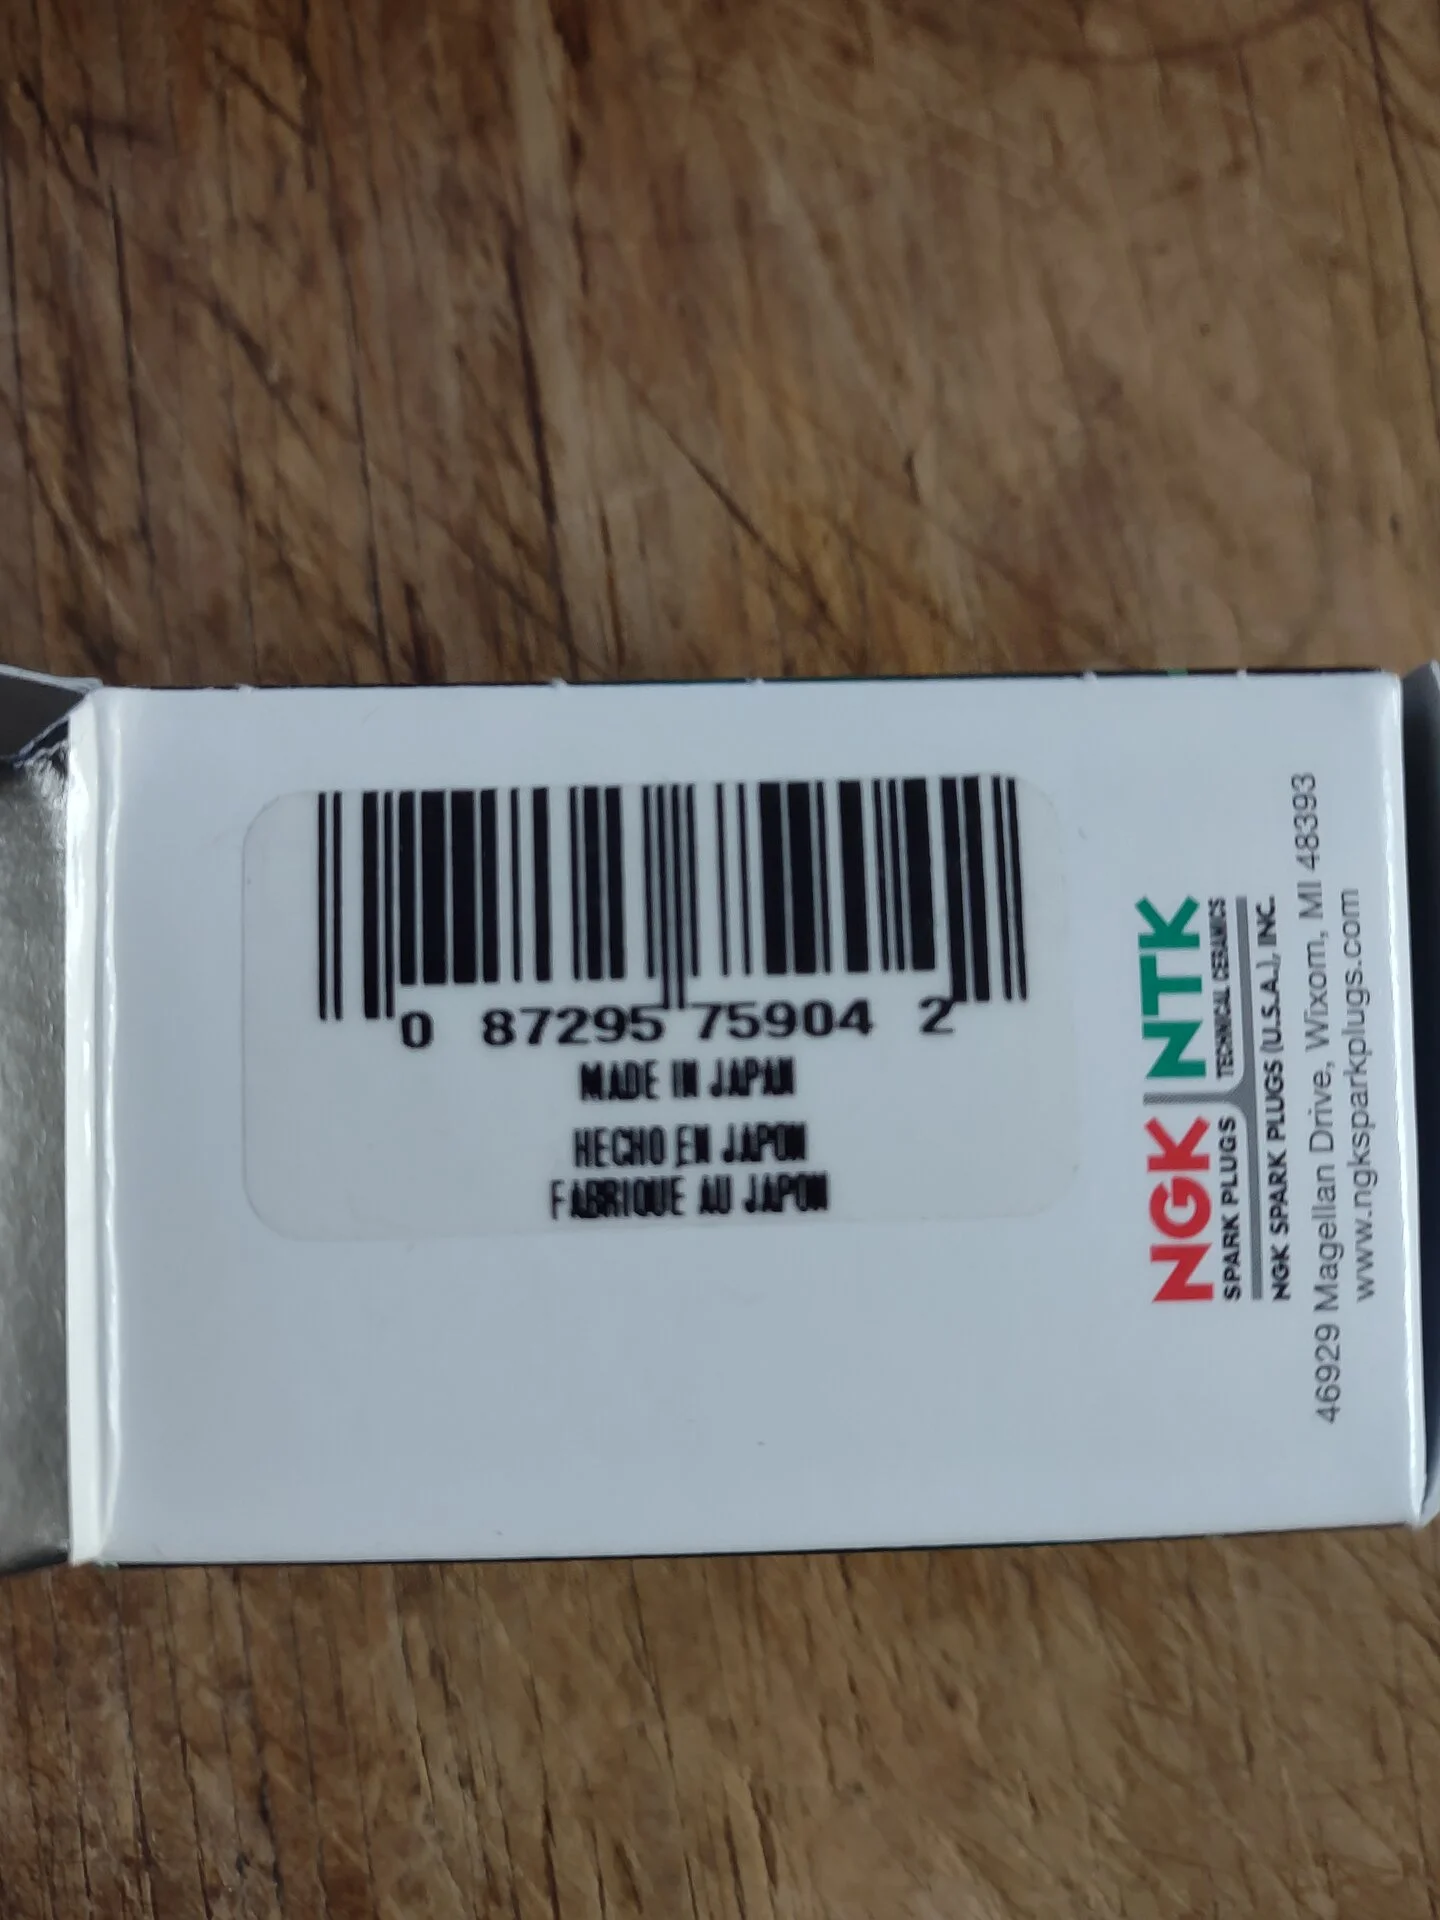 0 87295 75904 2
MADE IN JAPAN
HECHO EN JAPON
FABRIQUE AU JAPON
NGK NTK
SPARK PLUGS TECHNICAL CERAMICS
NGK SPARK PLUGS (U.S.A.), INC.
46929 Magellan Drive, Wixom, MI 48393
www.ngksparkplugs.com